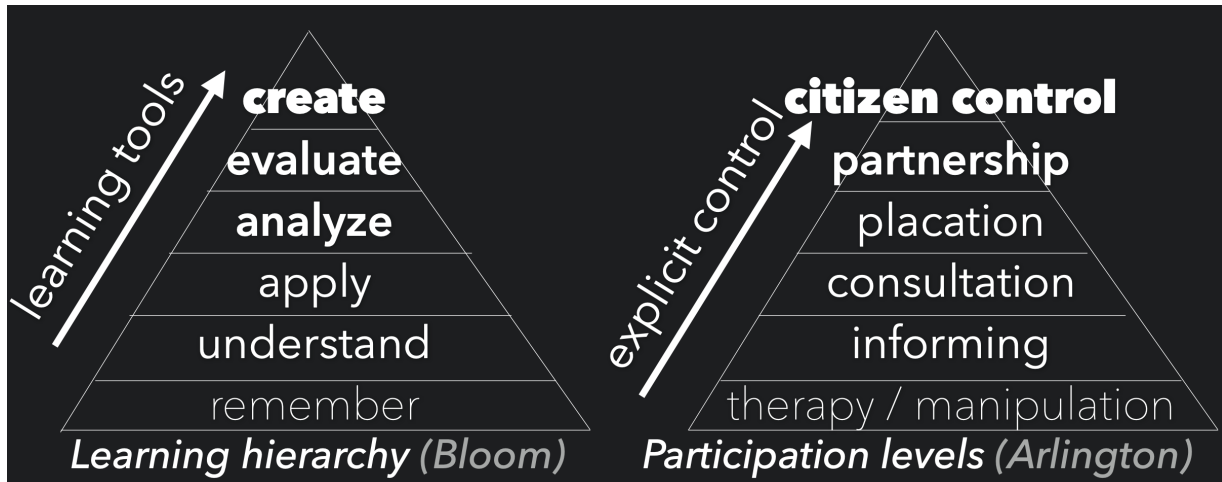 learning tools
create
evaluate
analyze
apply
understand
remember
Learning hierarchy (Bloom)
explicit control
citizen control
partnership
placation
consultation
informing
therapy / manipulation
Participation levels (Arlington)